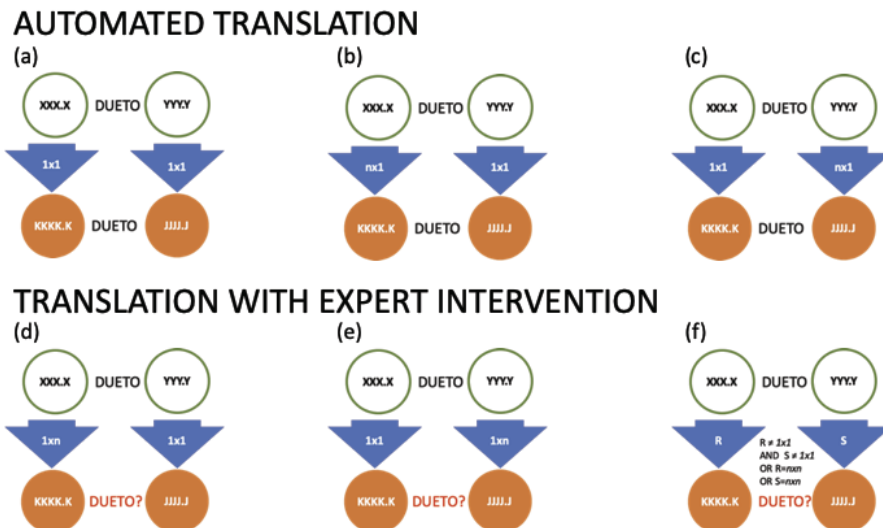 AUTOMATED TRANSLATION
(a) (b) (c)
XXX.X DUETO YYY.Y XXX.X DUETO YYY.Y XXX.X DUETO YYY.Y
1x1 1x1 nx1 1x1 1x1 nx1
KKKK.K DUETO JJJJ.J KKKK.K DUETO JJJJ.J KKKK.K DUETO JJJJ.J
TRANSLATION WITH EXPERT INTERVENTION
(d) (e) (f)
XXX.X DUETO YYY.Y XXX.X DUETO YYY.Y XXX.X DUETO YYY.Y
1xn 1x1 1x1 1xn R S
R ≠ 1x1
AND S ≠ 1x1
OR R=nxn
OR S=nxn
KKKK.K DUETO? JJJJ.J KKKK.K DUETO? JJJJ.J KKKK.K DUETO? JJJJ.J